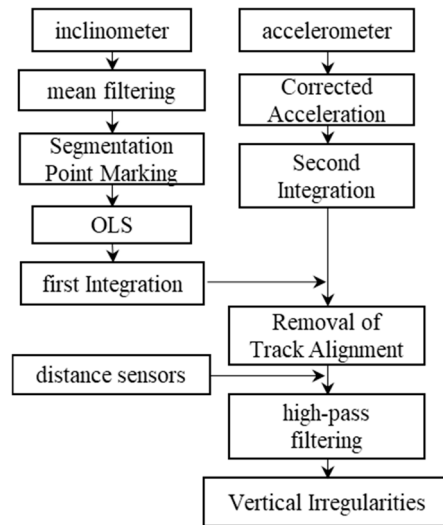 inclinometer
accelerometer
mean filtering
Corrected
Acceleration
Segmentation
Point Marking
Second
Integration
OLS
first Integration
Removal of
Track Alignment
distance sensors
high-pass
filtering
Vertical Irregularities